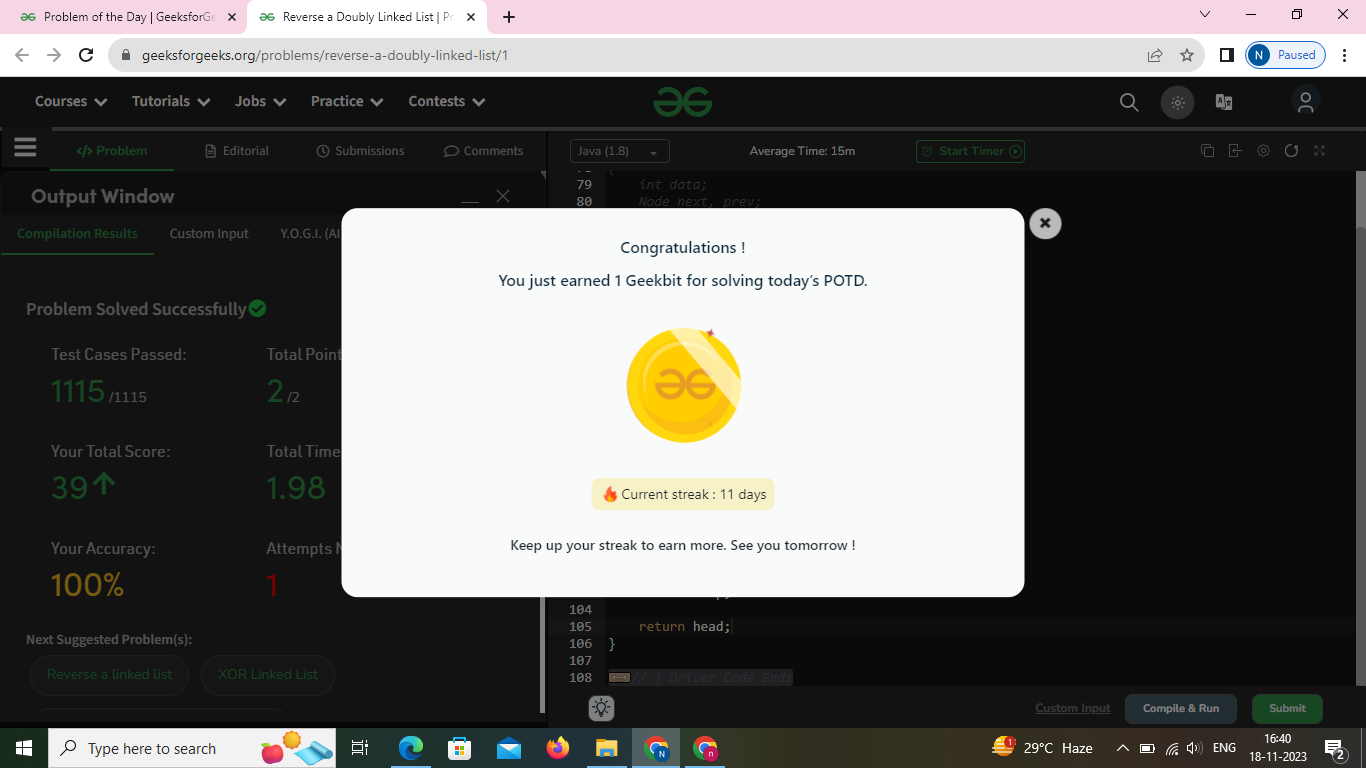 Problem of the Day | GeeksforGe
Reverse a Doubly Linked List | Pr
geeksforgeeks.org/problems/reverse-a-doubly-linked-list/1
N Paused
Courses Tutorials Jobs Practice Contests
</> Problem Editorial Submissions Comments
Java (1.8) Average Time: 15m Start Timer
Output Window
Compilation Results Custom Input Y.O.G.I. (AI
79 int data;
80 Node next, prev;
Problem Solved Successfully
Test Cases Passed: Total Point
1115 /1115 2 /2
Your Total Score: Total Time
39 1.98
Your Accuracy: Attempts
100% 1
Next Suggested Problem(s):
Reverse a linked list XOR Linked List
Congratulations !
You just earned 1 Geekbit for solving today's POTD.
Current streak : 11 days
Keep up your streak to earn more. See you tomorrow !
104
105 return head;
106 }
107
108 // } Driver Code Ends
Custom Input Compile & Run Submit
Type here to search
N n 1 29°C Haze ENG 16:40
18-11-2023 2